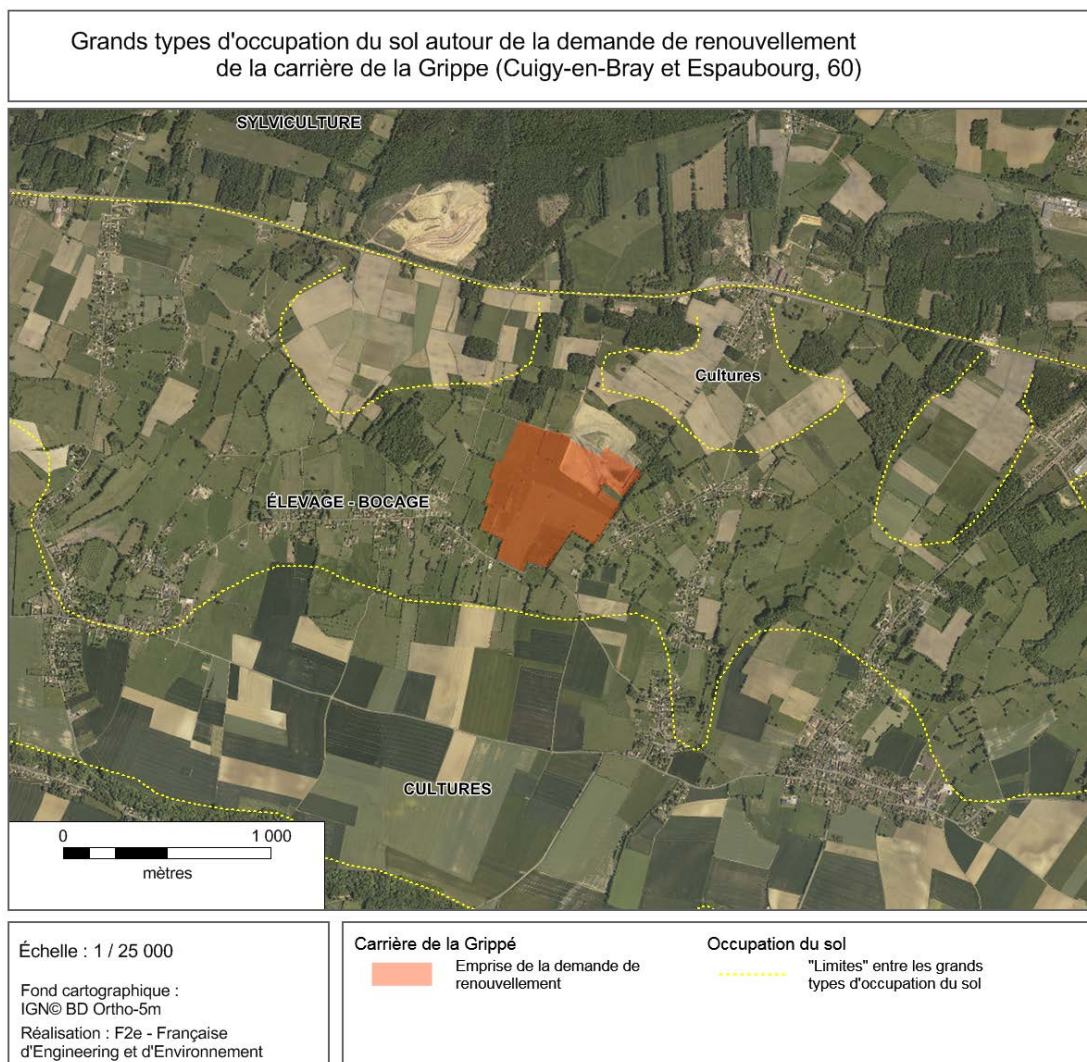 Grands types d'occupation du sol autour de la demande de renouvellement
de la carrière de la Grippe (Cuigy-en-Bray et Espaubourg, 60)
SYLVICULTURE
Cultures
ÉLEVAGE - BOCAGE
CULTURES
0 1 000
mètres
Échelle : 1 / 25 000
Fond cartographique :
IGN© BD Ortho-5m
Réalisation : F2e - Française
d'Engineering et d'Environnement
Carrière de la Grippé
Emprise de la demande de
renouvellement
Occupation du sol
"Limites" entre les grands
types d'occupation du sol